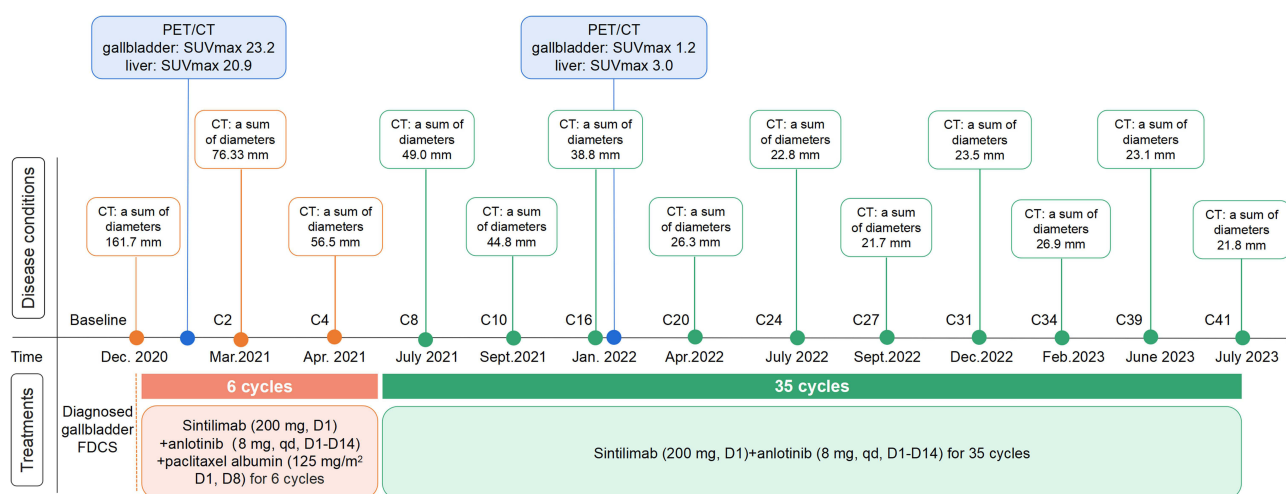 PET/CT
gallbladder: SUVmax 23.2
liver: SUVmax 20.9
PET/CT
gallbladder: SUVmax 1.2
liver: SUVmax 3.0
Disease conditions
CT: a sum
of diameters
76.33 mm
CT: a sum
of diameters
49.0 mm
CT: a sum
of diameters
38.8 mm
CT: a sum
of diameters
22.8 mm
CT: a sum
of diameters
23.5 mm
CT: a sum
of diameters
23.1 mm
CT: a sum of
diameters
161.7 mm
CT: a sum of
diameters
56.5 mm
CT: a sum
of diameters
44.8 mm
CT: a sum of
diameters
26.3 mm
CT: a sum
of diameters
21.7 mm
CT: a sum of
diameters
26.9 mm
CT: a sum of
diameters
21.8 mm
Baseline
C2
C4
C8
C10
C16
C20
C24
C27
C31
C34
C39
C41
Time
Dec. 2020
Mar.2021
Apr. 2021
July 2021
Sept.2021
Jan. 2022
Apr.2022
July 2022
Sept.2022
Dec.2022
Feb.2023
June 2023
July 2023
Treatments
Diagnosed
gallbladder
FDCS
6 cycles
Sintilimab (200 mg, D1)
+anlotinib (8 mg, qd, D1-D14)
+paclitaxel albumin (125 mg/m²
D1, D8) for 6 cycles
35 cycles
Sintilimab (200 mg, D1)+anlotinib (8 mg, qd, D1-D14) for 35 cycles